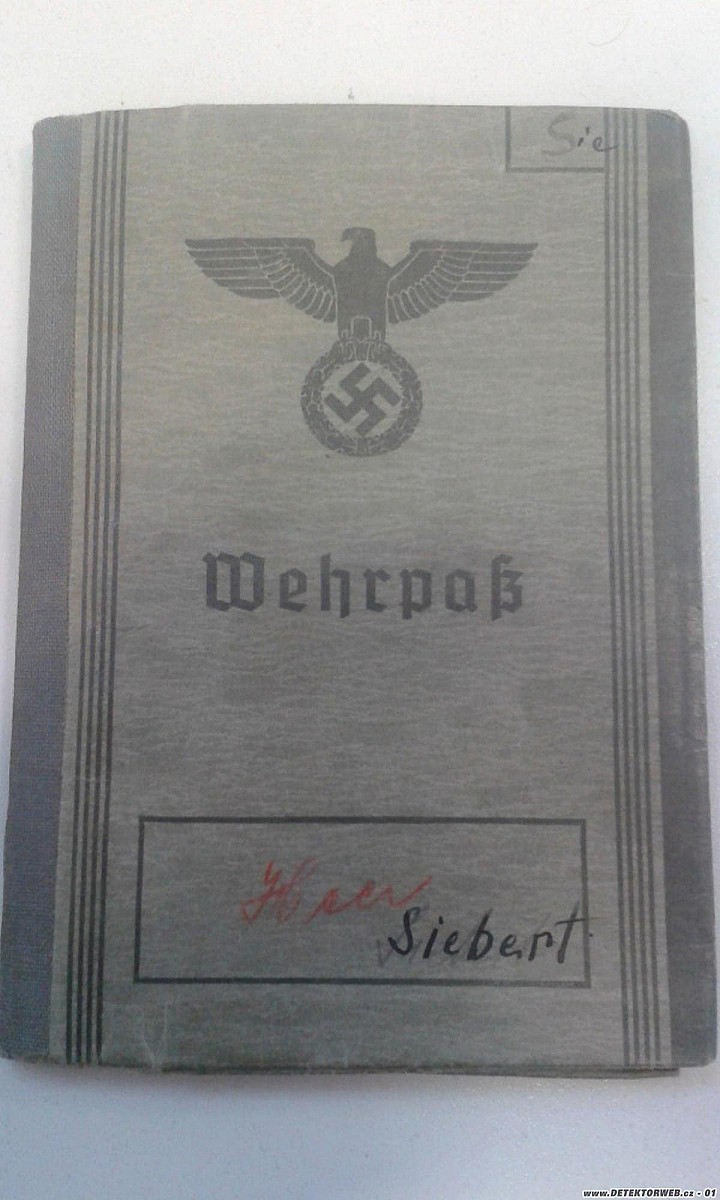 Sie
Wehrpaß
Heer
Siebert.
www.DETEKTORWEB.cz - 01